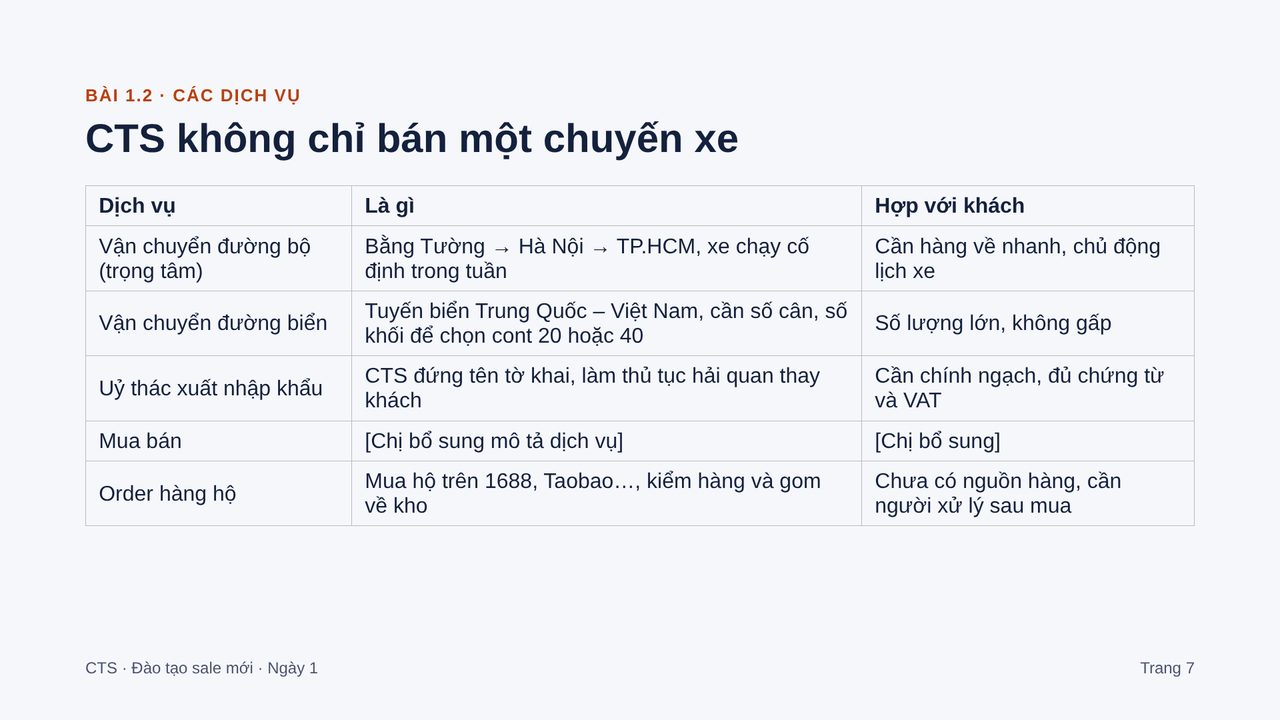 BÀI 1.2 · CÁC DỊCH VỤ
CTS không chỉ bán một chuyến xe
Dịch vụ
Là gì
Hợp với khách
Vận chuyển đường bộ
(trọng tâm)
Bằng Tường → Hà Nội → TP.HCM, xe chạy cố
định trong tuần
Cần hàng về nhanh, chủ động
lịch xe
Vận chuyển đường biển
Tuyến biển Trung Quốc – Việt Nam, cần số cân, số
khối để chọn cont 20 hoặc 40
Số lượng lớn, không gấp
Uỷ thác xuất nhập khẩu
CTS đứng tên tờ khai, làm thủ tục hải quan thay
khách
Cần chính ngạch, đủ chứng từ
và VAT
Mua bán
[Chị bổ sung mô tả dịch vụ]
[Chị bổ sung]
Order hàng hộ
Mua hộ trên 1688, Taobao…, kiểm hàng và gom
về kho
Chưa có nguồn hàng, cần
người xử lý sau mua
CTS · Đào tạo sale mới · Ngày 1
Trang 7